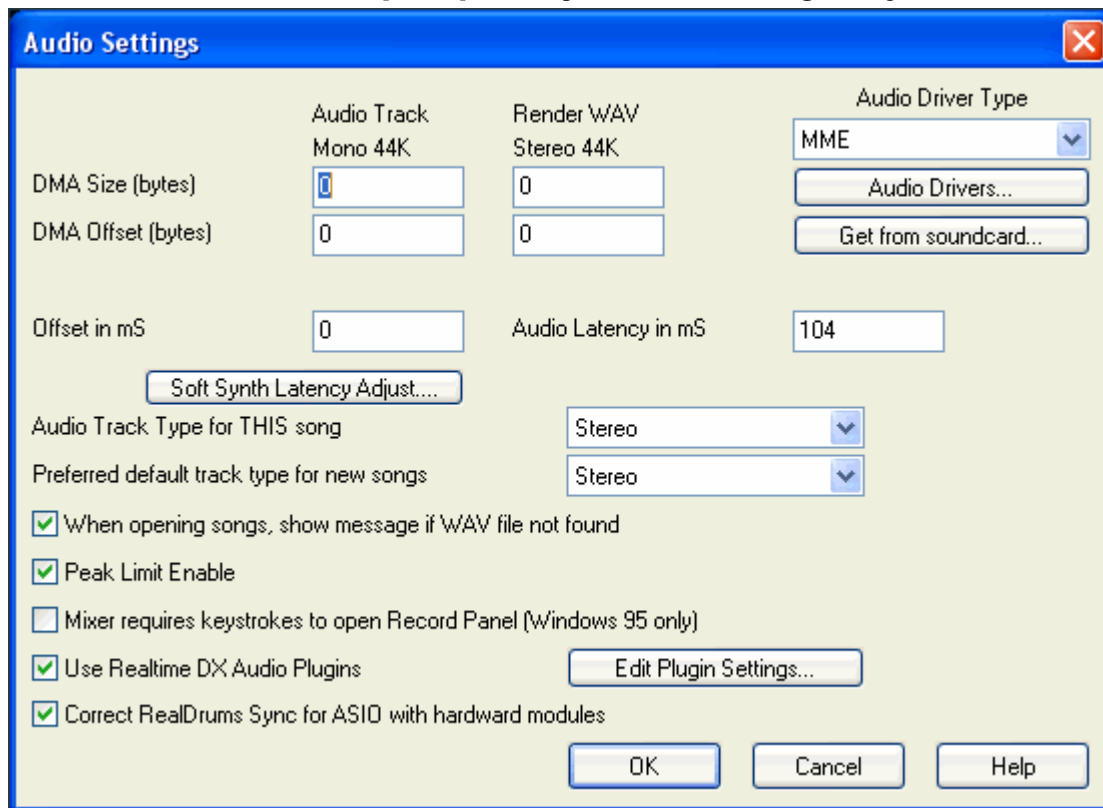 Audio Settings
Audio Driver Type
Audio Track Render WAV
Mono 44K Stereo 44K MME
DMA Size (bytes) 0 0 Audio Drivers...
DMA Offset (bytes) 0 0 Get from soundcard...
Offset in mS 0 Audio Latency in mS 104
Soft Synth Latency Adjust....
Audio Track Type for THIS song Stereo
Preferred default track type for new songs Stereo
When opening songs, show message if WAV file not found
Peak Limit Enable
Mixer requires keystrokes to open Record Panel (Windows 95 only)
Use Realtime DX Audio Plugins Edit Plugin Settings...
Correct RealDrums Sync for ASIO with hardward modules
OK Cancel Help